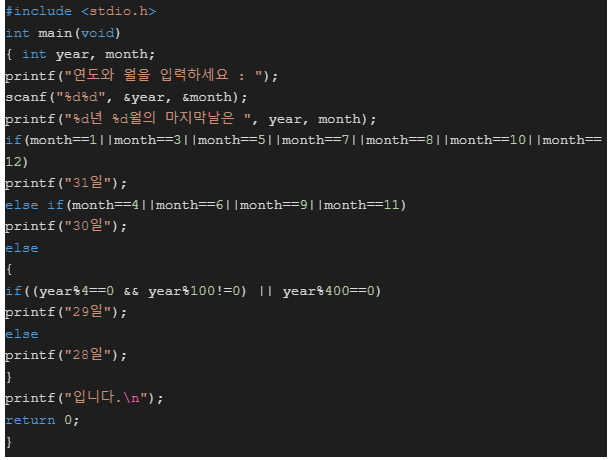 #include <stdio.h>
int main(void)
{ int year, month;
printf("연도와 월을 입력하세요 : ");
scanf("%d%d", &year, &month);
printf("%d년 %d월의 마지막날은 ", year, month);
if(month==1||month==3||month==5||month==7||month==8||month==10||month==
12)
printf("31일");
else if(month==4||month==6||month==9||month==11)
printf("30일");
else
{
if((year%4==0 && year%100!=0) || year%400==0)
printf("29일");
else
printf("28일");
}
printf("입니다.\n");
return 0;
}